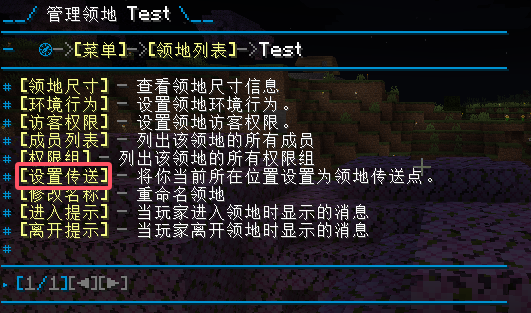 __/ 管理领地 Test \__
— ->[菜单]->[领地列表]->Test
# [领地尺寸] – 查看领地尺寸信息
# [环境行为] – 设置领地环境行为。
# [访客权限] – 设置领地访客权限。
# [成员列表] – 列出该领地的所有成员
# [权限组] – 列出该领地的所有权限组
# [设置传送] – 将你当前所在位置设置为领地传送点。
# [修改名称] – 重命名领地
# [进入提示] – 当玩家进入领地时显示的消息
# [离开提示] – 当玩家离开领地时显示的消息
#
▸ [1/1][◄][►]